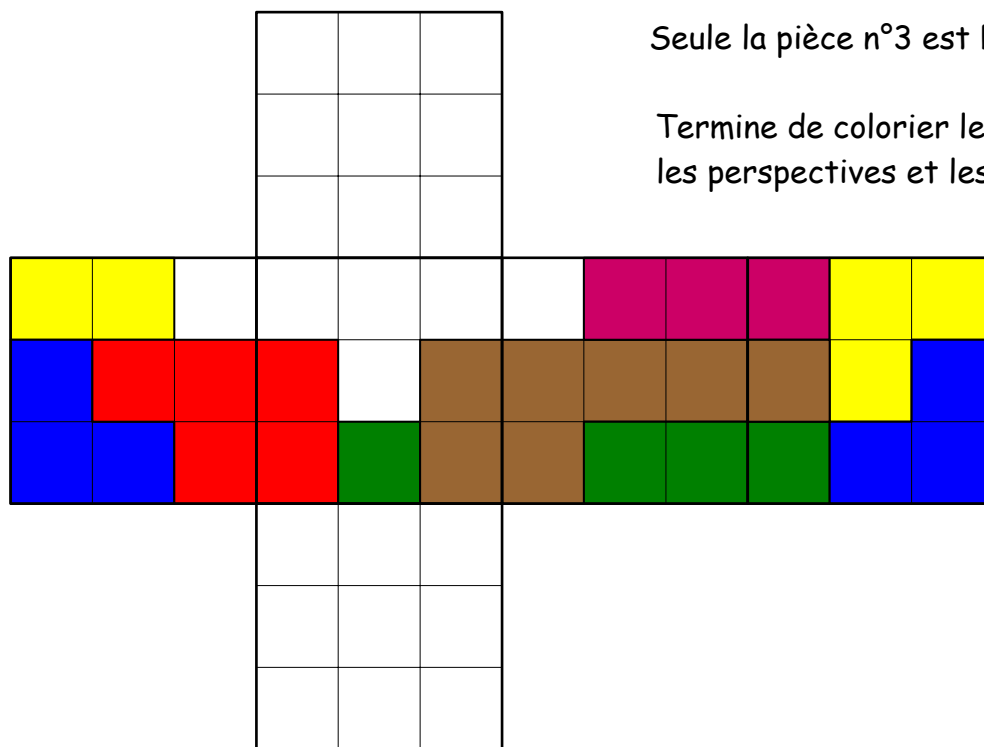 Seule la pièce n°3 est
Termine de colorier le
les perspectives et les